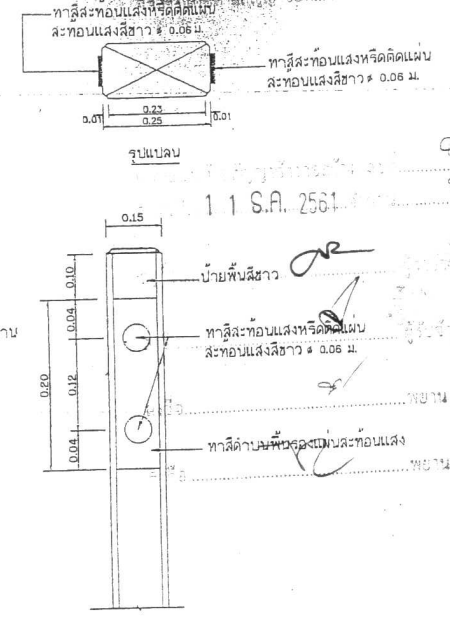 ทาสีสะท้อนแสงหรือติดแผ่น
สะท้อนแสงสีขาว ø 0.06 ม.
ทาสีสะท้อนแสงหรือติดแผ่น
สะท้อนแสงสีขาว ø 0.06 ม.
0.23
0.01 0.25 0.01
รูปแปลน
1 1 ธ.ค. 2561
0.15
0.10
ป้ายพื้นสีขาว
0.04
ทาสีสะท้อนแสงหรือติดแผ่น
สะท้อนแสงสีขาว ø 0.06 ม.
0.20
0.12
พยาน
0.04
ทาสีดำบนพื้นรองแผ่นสะท้อนแสง
พยาน